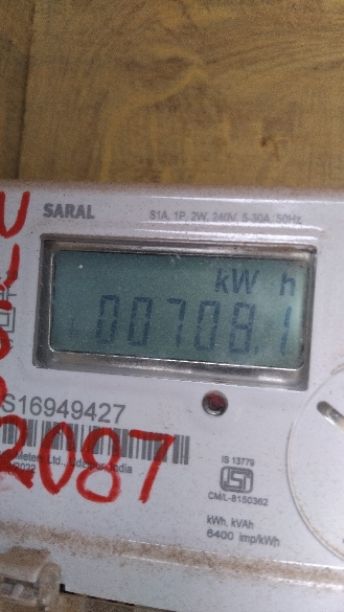 SARAL S1A, 1P, 2W, 240V, 5-30A, 50Hz
kW h
00708.1
S16949427
IS 13779
CM/L-8150362
2087
kWh, kVAh
6400 imp/kWh